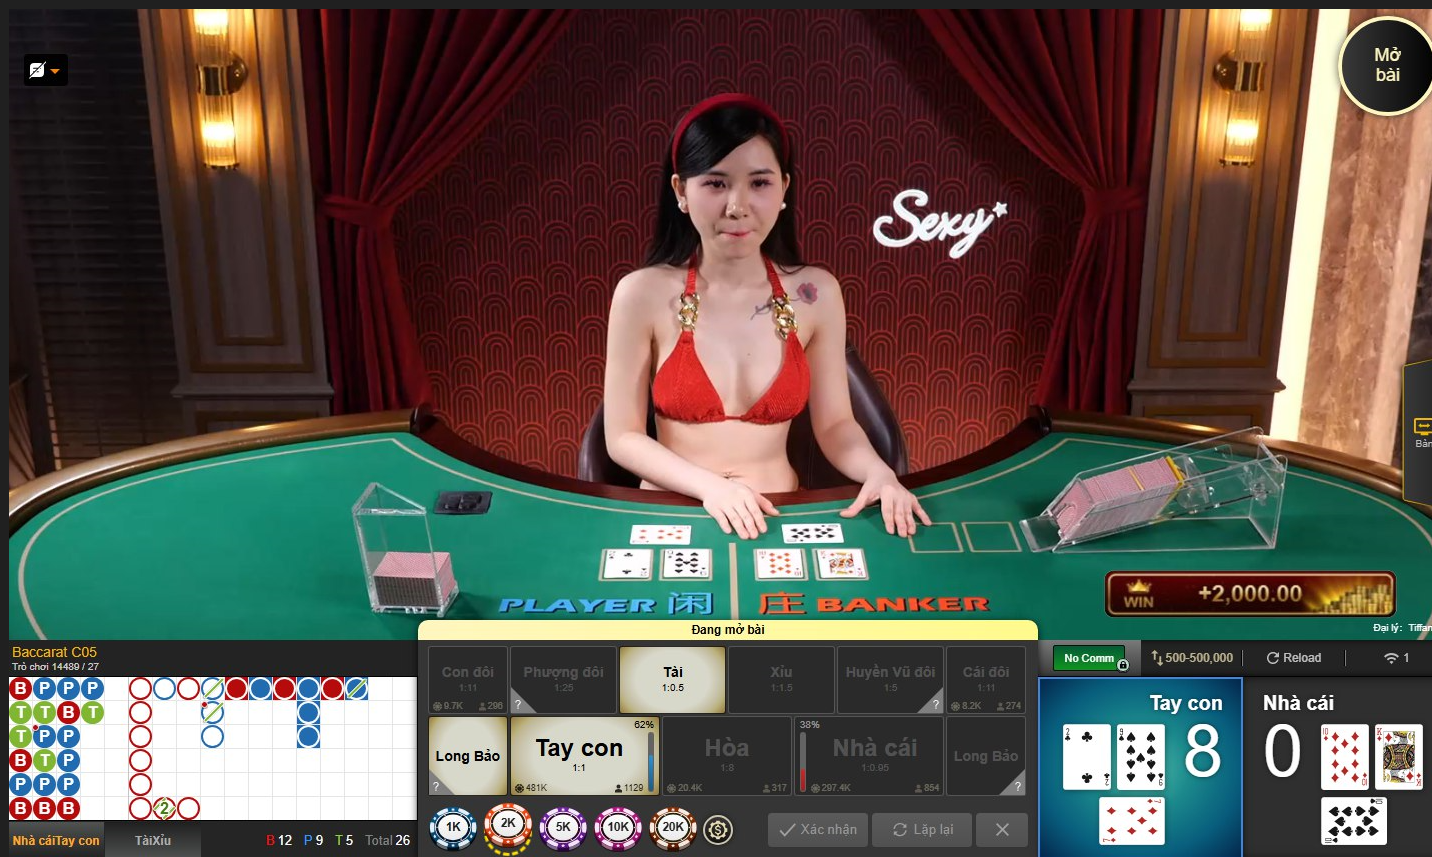 Mở
bài
Sexy
Bàn
WIN +2,000.00
PLAYER 闲 庄 BANKER
Đại lý: Tiffan
Đang mở bài
Baccarat C05
Trò chơi 14489 / 27
B P P P
T T B T
T P P
B T P
P P P
B B B
2
Nhà cáiTay con
TàiXỉu
B 12 P 9 T 5 Total 26
Con đôi
1:11
9.7K 296
Phượng đôi
1:25
?
Tài
1:0.5
Xỉu
1:1.5
Huyền Vũ đôi
1:5
?
Cái đôi
1:11
8.2K 274
Long Bảo
?
62%
Tay con
1:1
481K 1129
Hòa
1:8
20.4K 317
38%
Nhà cái
1:0.95
297.4K 854
Long Bảo
?
1K 2K 5K 10K 20K
Xác nhận
Lặp lại
No Comm
500-500,000
Reload
1
Tay con
8
Nhà cái
0